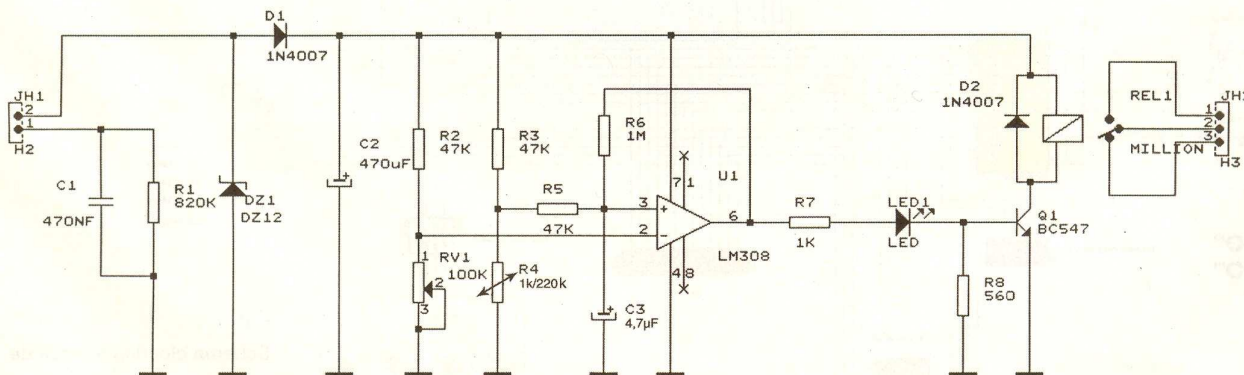 D1
1N4007
JH1
2
1
H2
C1
470NF
R1
820K
DZ1
DZ12
C2
470uF
+
R2
47K
R3
47K
R5
47K
R6
1M
1
RV1
2
100K
3
R4
1k/220k
C3
4,7µF
+
3
+
2
-
7
1
U1
6
4
8
LM308
R7
1K
LED1
LED
R8
560
Q1
BC547
D2
1N4007
REL1
MILLION
1
2
3
H3